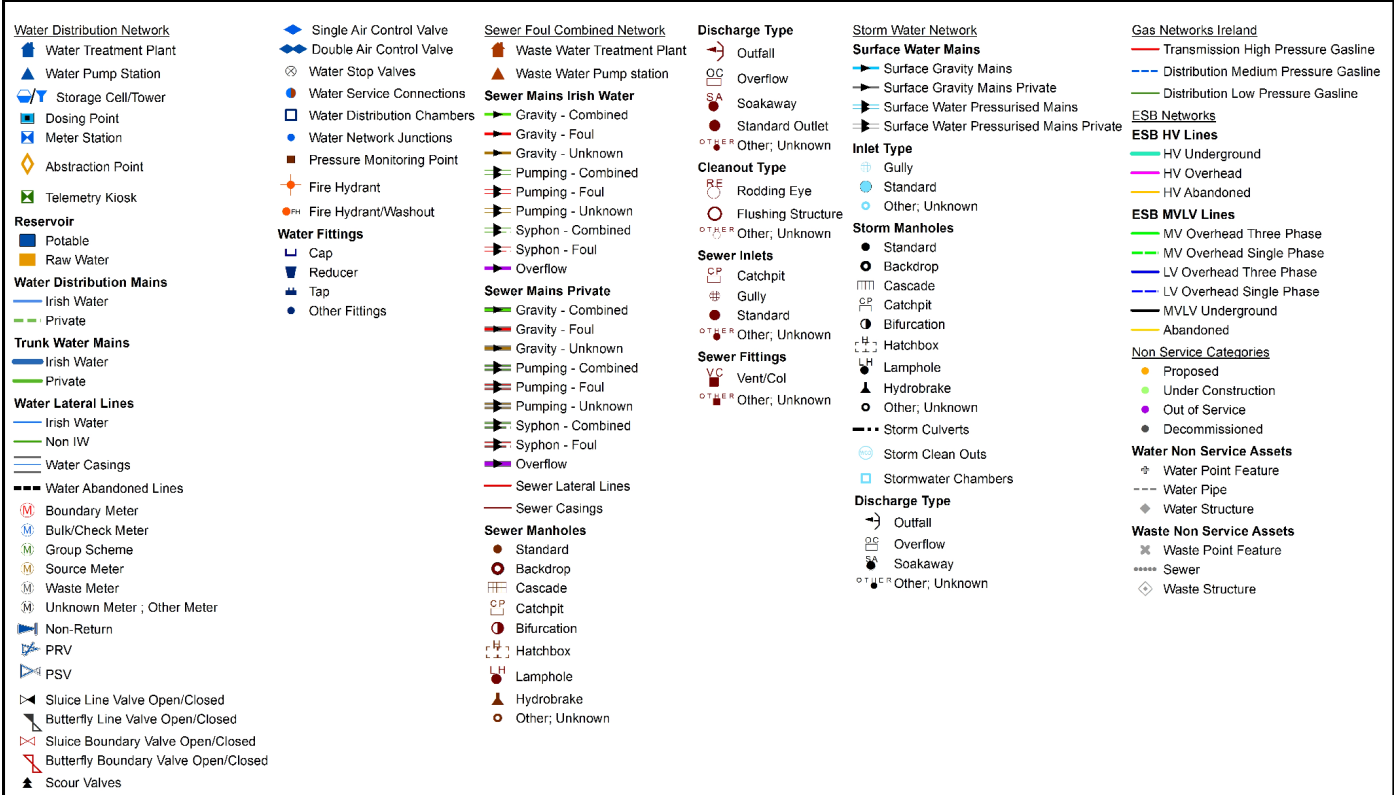 Water Distribution Network
Water Treatment Plant
Water Pump Station
Storage Cell/Tower
Dosing Point
Meter Station
Abstraction Point
Telemetry Kiosk
Reservoir
Potable
Raw Water
Water Distribution Mains
Irish Water
Private
Trunk Water Mains
Irish Water
Private
Water Lateral Lines
Irish Water
Non IW
Water Casings
Water Abandoned Lines
M Boundary Meter
M Bulk/Check Meter
M Group Scheme
M Source Meter
M Waste Meter
M Unknown Meter ; Other Meter
Non-Return
PRV
PSV
Sluice Line Valve Open/Closed
Butterfly Line Valve Open/Closed
Sluice Boundary Valve Open/Closed
Butterfly Boundary Valve Open/Closed
Scour Valves
Single Air Control Valve
Double Air Control Valve
Water Stop Valves
Water Service Connections
Water Distribution Chambers
Water Network Junctions
Pressure Monitoring Point
Fire Hydrant
FH Fire Hydrant/Washout
Water Fittings
Cap
Reducer
Tap
Other Fittings
Sewer Foul Combined Network
Waste Water Treatment Plant
Waste Water Pump station
Sewer Mains Irish Water
Gravity - Combined
Gravity - Foul
Gravity - Unknown
Pumping - Combined
Pumping - Foul
Pumping - Unknown
Syphon - Combined
Syphon - Foul
Overflow
Sewer Mains Private
Gravity - Combined
Gravity - Foul
Gravity - Unknown
Pumping - Combined
Pumping - Foul
Pumping - Unknown
Syphon - Combined
Syphon - Foul
Overflow
Sewer Lateral Lines
Sewer Casings
Sewer Manholes
Standard
Backdrop
Cascade
CP Catchpit
Bifurcation
H Hatchbox
LH Lamphole
Hydrobrake
Other; Unknown
Discharge Type
Outfall
OC Overflow
SA Soakaway
Standard Outlet
OTHER Other; Unknown
Cleanout Type
RE Rodding Eye
Flushing Structure
OTHER Other; Unknown
Sewer Inlets
CP Catchpit
Gully
Standard
OTHER Other; Unknown
Sewer Fittings
VC Vent/Col
OTHER Other; Unknown
Storm Water Network
Surface Water Mains
Surface Gravity Mains
Surface Gravity Mains Private
Surface Water Pressurised Mains
Surface Water Pressurised Mains Private
Inlet Type
Gully
Standard
Other; Unknown
Storm Manholes
Standard
Backdrop
Cascade
CP Catchpit
Bifurcation
H Hatchbox
LH Lamphole
Hydrobrake
Other; Unknown
Storm Culverts
Storm Clean Outs
Stormwater Chambers
Discharge Type
Outfall
OC Overflow
SA Soakaway
OTHER Other; Unknown
Gas Networks Ireland
Transmission High Pressure Gasline
Distribution Medium Pressure Gasline
Distribution Low Pressure Gasline
ESB Networks
ESB HV Lines
HV Underground
HV Overhead
HV Abandoned
ESB MVLV Lines
MV Overhead Three Phase
MV Overhead Single Phase
LV Overhead Three Phase
LV Overhead Single Phase
MVLV Underground
Abandoned
Non Service Categories
Proposed
Under Construction
Out of Service
Decommissioned
Water Non Service Assets
Water Point Feature
Water Pipe
Water Structure
Waste Non Service Assets
Waste Point Feature
Sewer
Waste Structure